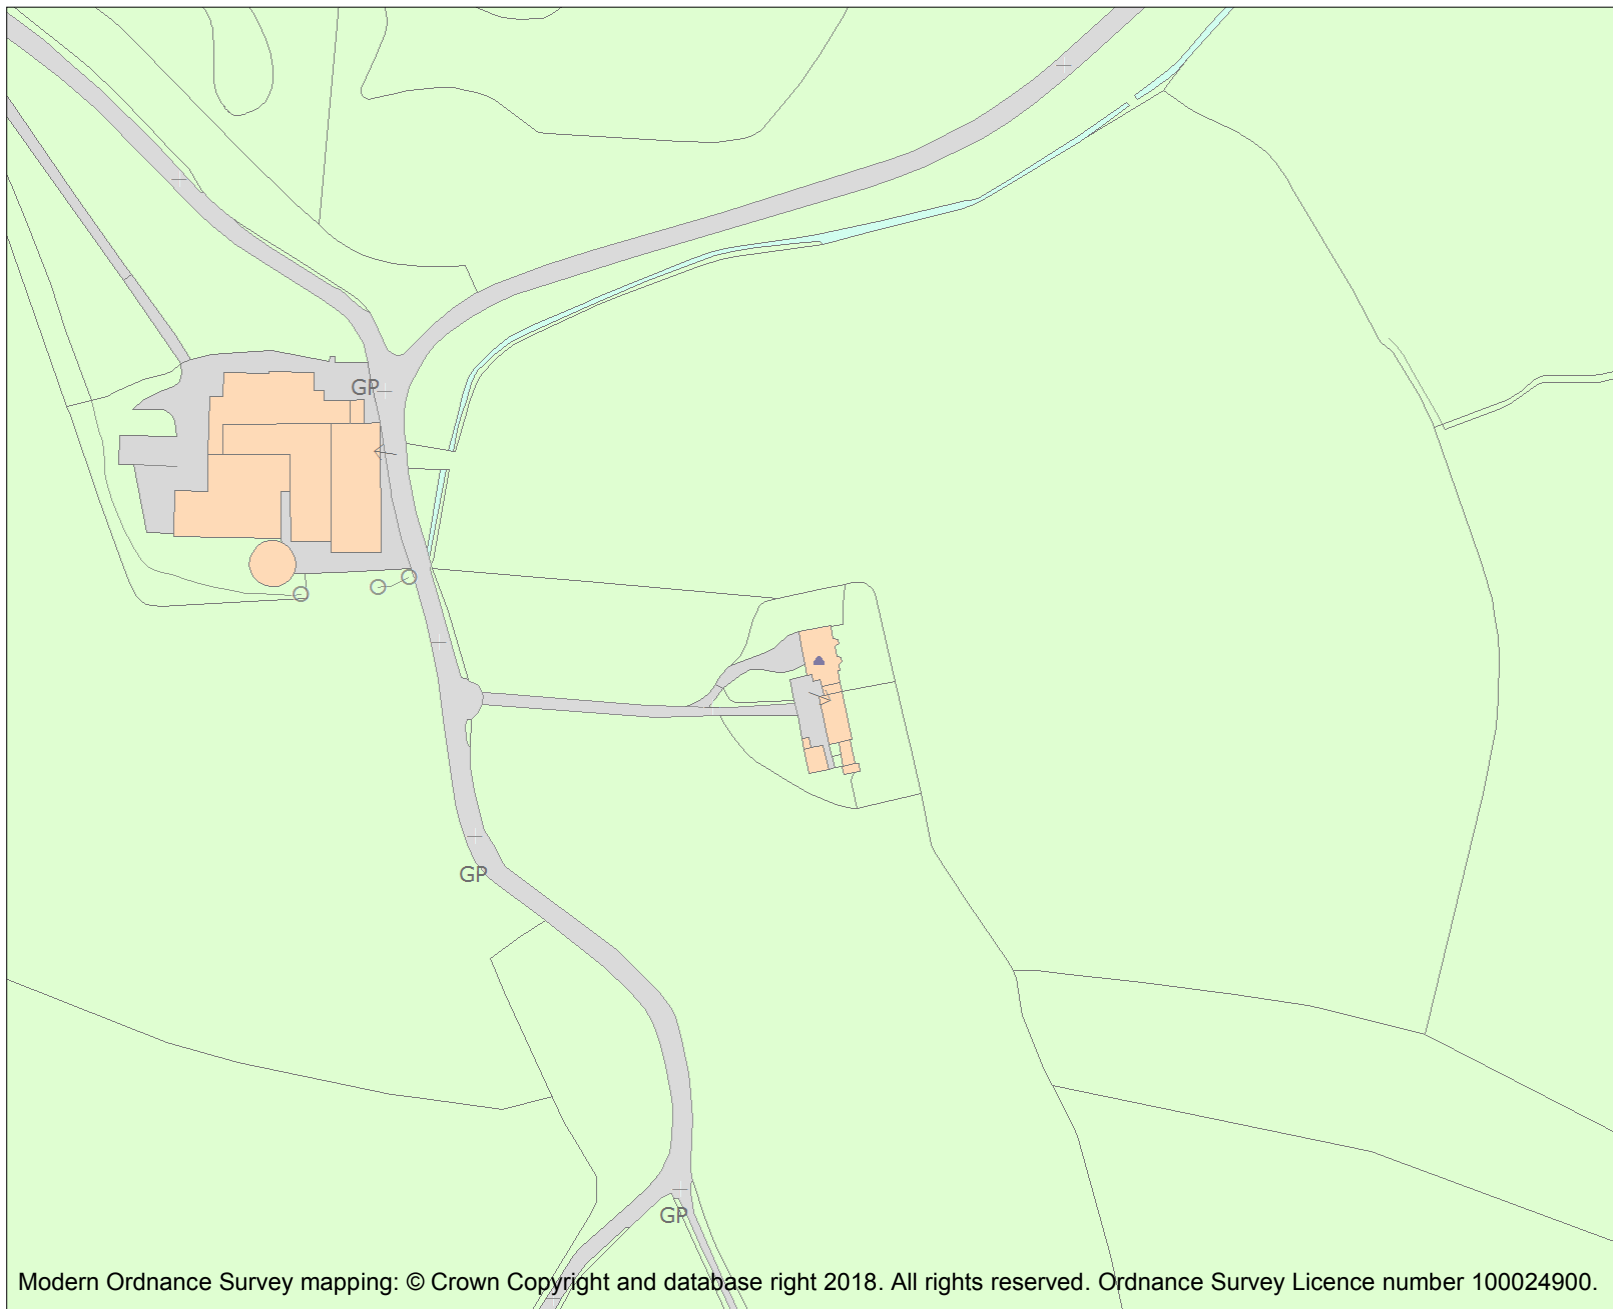 GP
GP
GP
Modern Ordnance Survey mapping: © Crown Copyright and database right 2018. All rights reserved. Ordnance Survey Licence number 100024900.